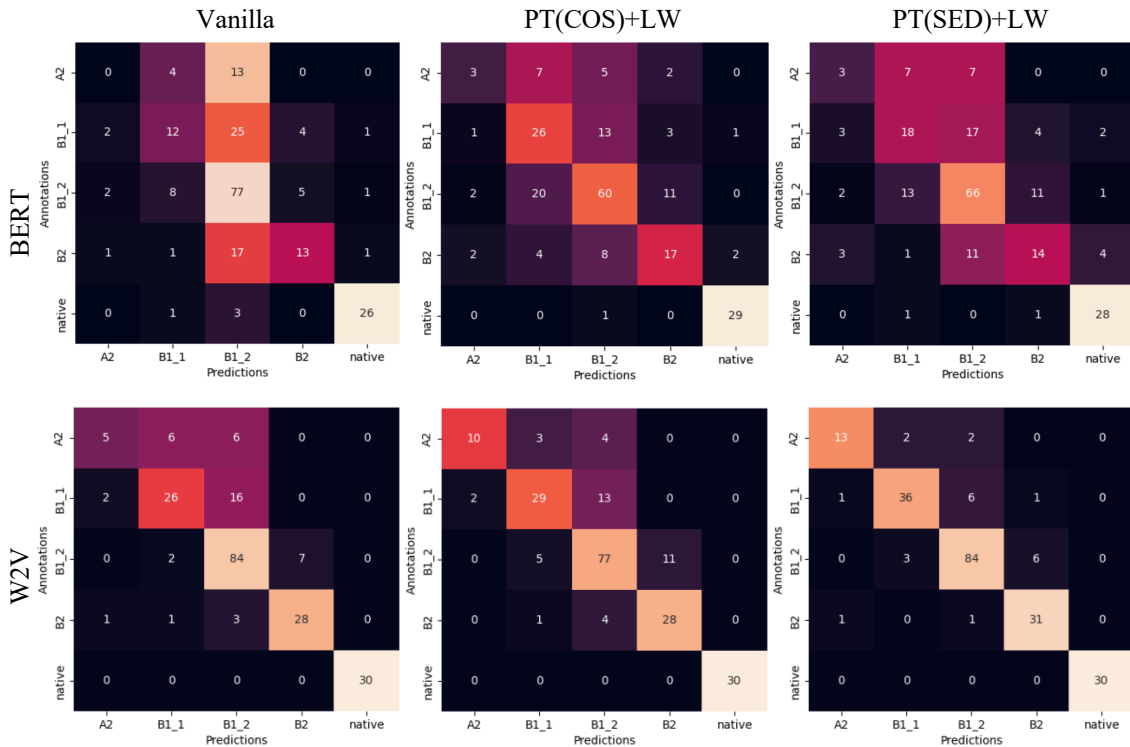 Vanilla PT(COS)+LW PT(SED)+LW
BERT
Annotations
A2 0 4 13 0 0
B1_1 2 12 25 4 1
B1_2 2 8 77 5 1
B2 1 1 17 13 1
native 0 1 3 0 26
A2 B1_1 B1_2 B2 native
Predictions
Annotations
A2 3 7 5 2 0
B1_1 1 26 13 3 1
B1_2 2 20 60 11 0
B2 2 4 8 17 2
native 0 0 1 0 29
A2 B1_1 B1_2 B2 native
Predictions
Annotations
A2 3 7 7 0 0
B1_1 3 18 17 4 2
B1_2 2 13 66 11 1
B2 3 1 11 14 4
native 0 1 0 1 28
A2 B1_1 B1_2 B2 native
Predictions
W2V
Annotations
A2 5 6 6 0 0
B1_1 2 26 16 0 0
B1_2 0 2 84 7 0
B2 1 1 3 28 0
native 0 0 0 0 30
A2 B1_1 B1_2 B2 native
Predictions
Annotations
A2 10 3 4 0 0
B1_1 2 29 13 0 0
B1_2 0 5 77 11 0
B2 0 1 4 28 0
native 0 0 0 0 30
A2 B1_1 B1_2 B2 native
Predictions
Annotations
A2 13 2 2 0 0
B1_1 1 36 6 1 0
B1_2 0 3 84 6 0
B2 1 0 1 31 0
native 0 0 0 0 30
A2 B1_1 B1_2 B2 native
Predictions